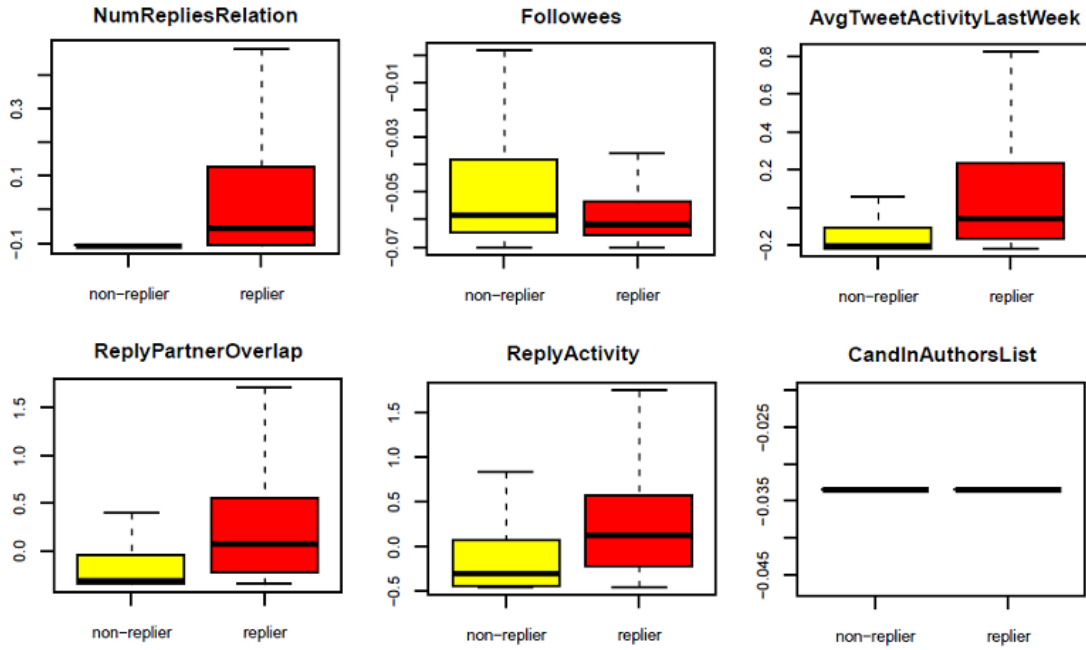 NumRepliesRelation
0.3
0.1
-0.1
non-replier replier
Followees
-0.01
-0.03
-0.05
-0.07
non-replier replier
AvgTweetActivityLastWeek
0.8
0.6
0.4
0.2
-0.2
non-replier replier
ReplyPartnerOverlap
1.5
1.0
0.5
0.0
non-replier replier
ReplyActivity
1.5
1.0
0.5
0.0
-0.5
non-replier replier
CandInAuthorsList
-0.025
-0.035
-0.045
non-replier replier